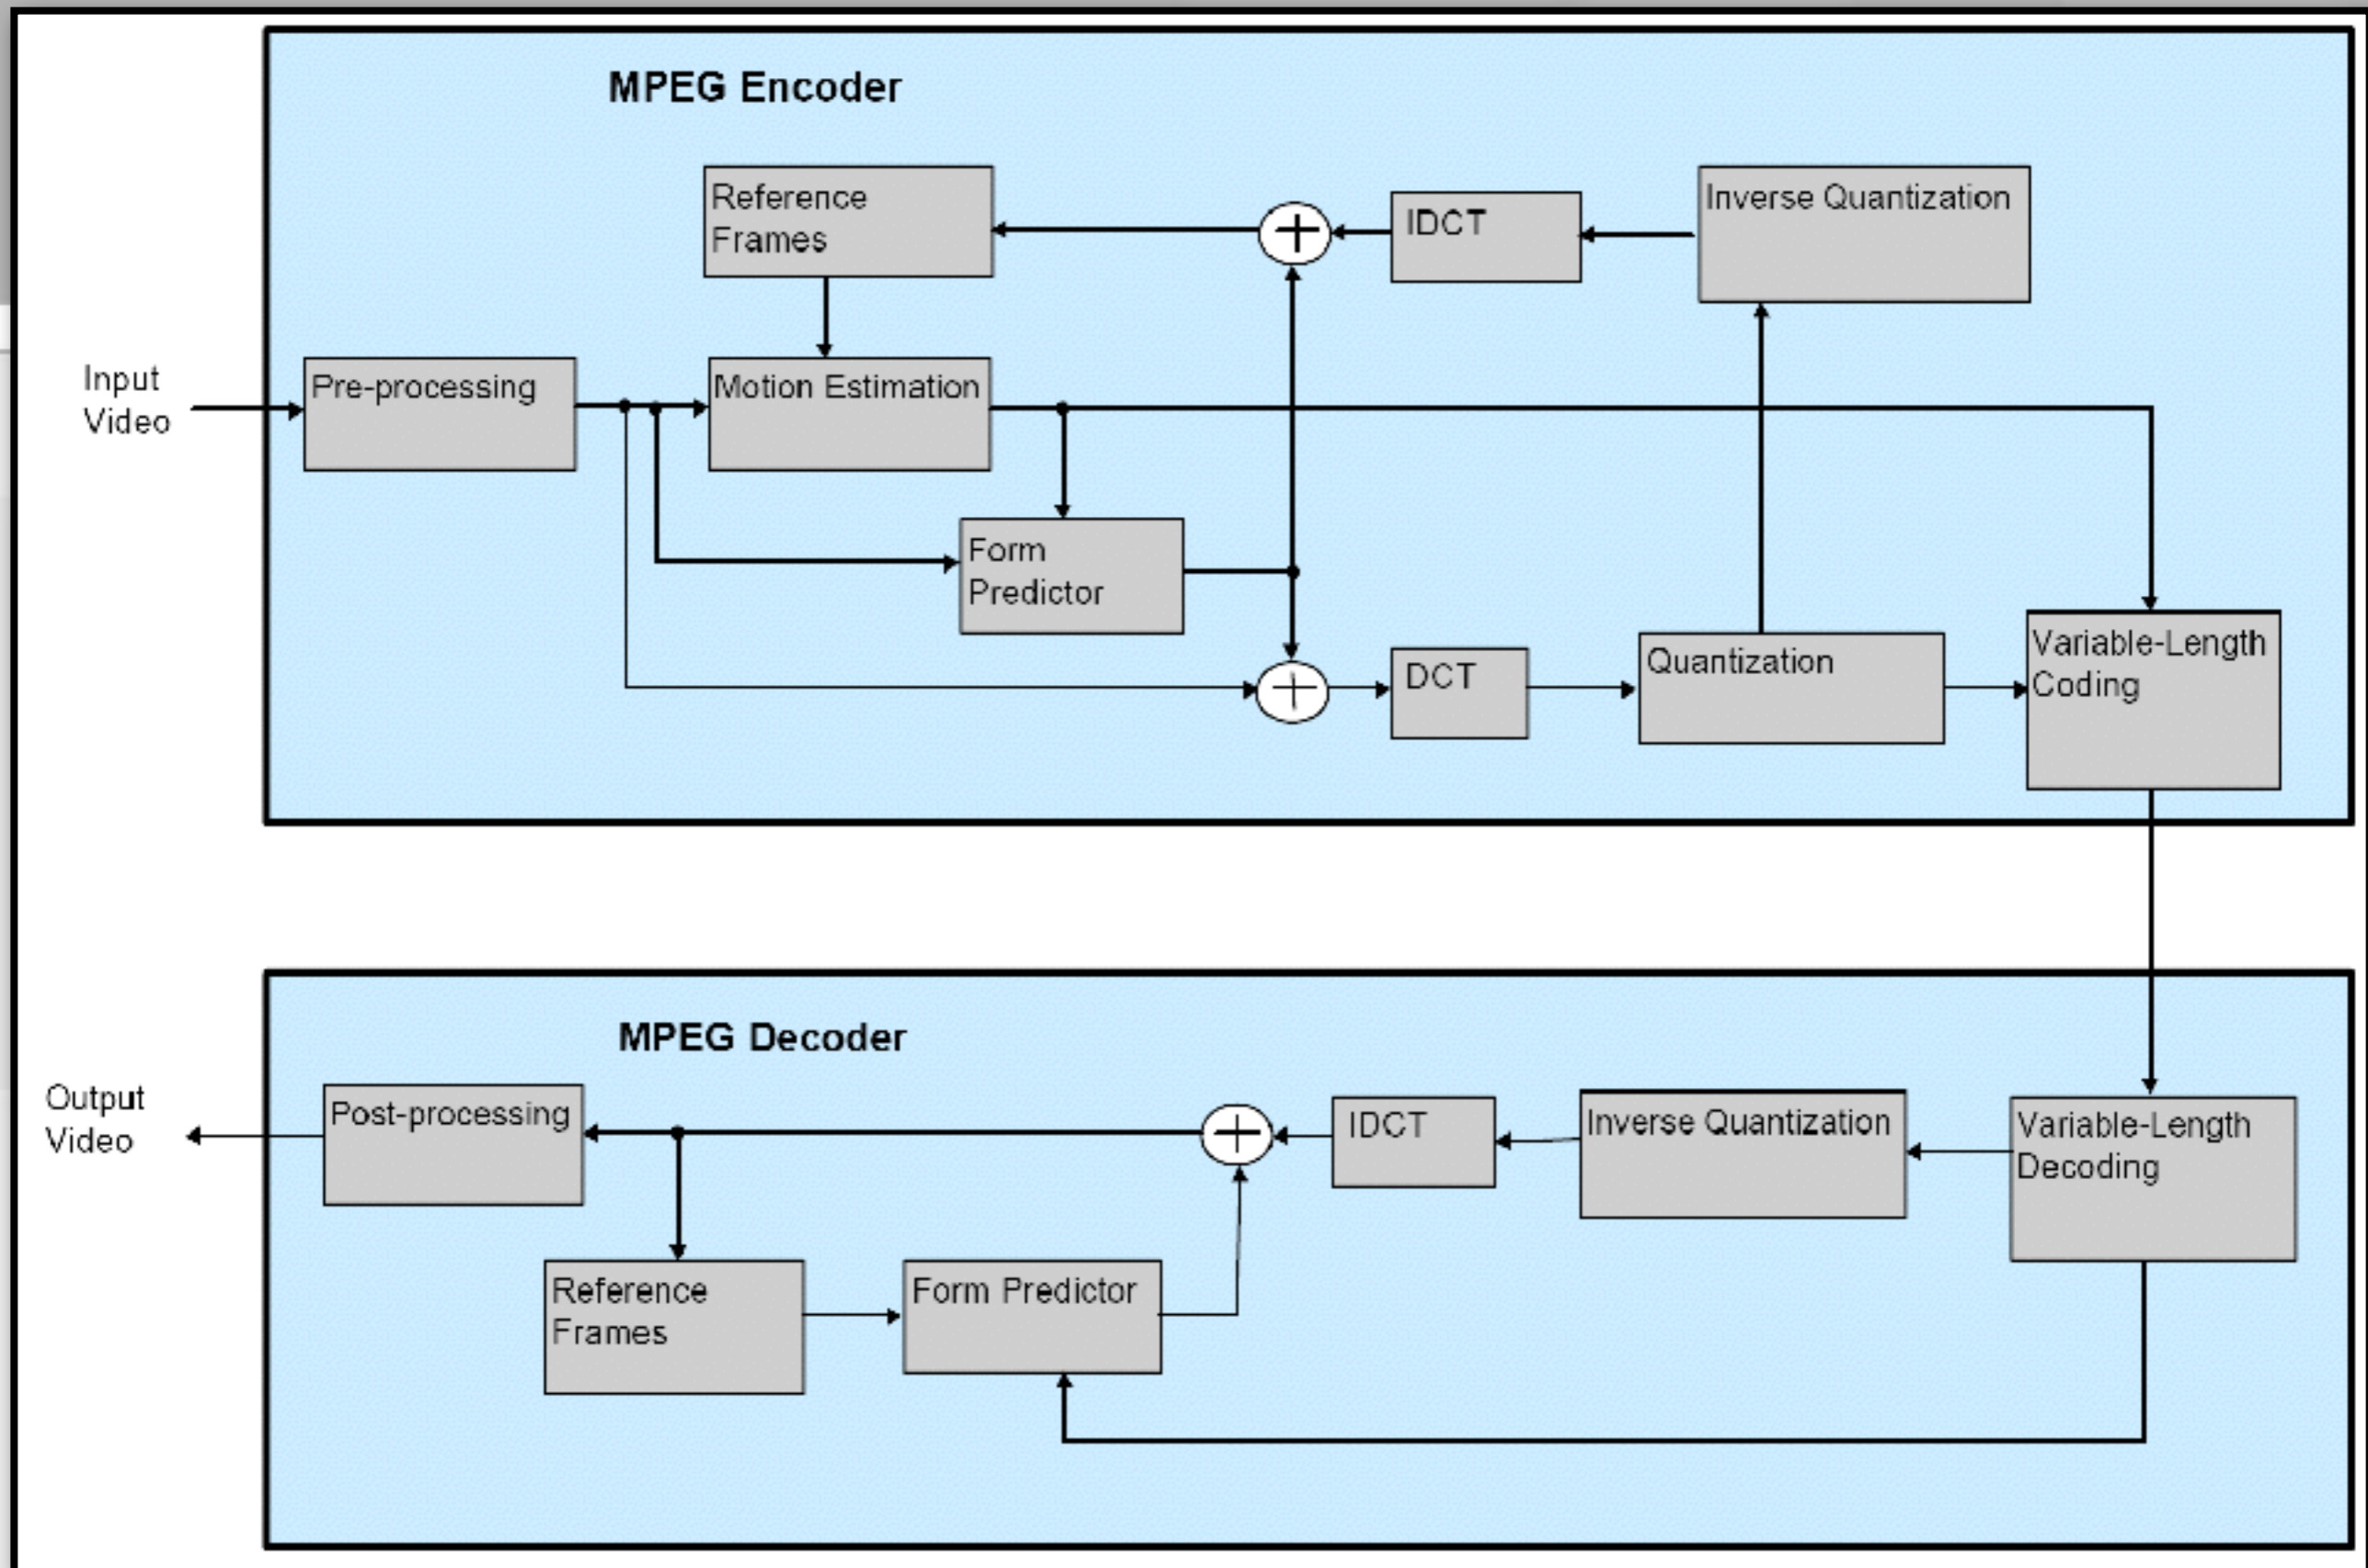 MPEG Encoder
Reference
Frames
+
IDCT
Inverse Quantization
Input
Video
Pre-processing
Motion Estimation
Form
Predictor
+
DCT
Quantization
Variable-Length
Coding
MPEG Decoder
Output
Video
Post-processing
+
IDCT
Inverse Quantization
Variable-Length
Decoding
Reference
Frames
Form Predictor